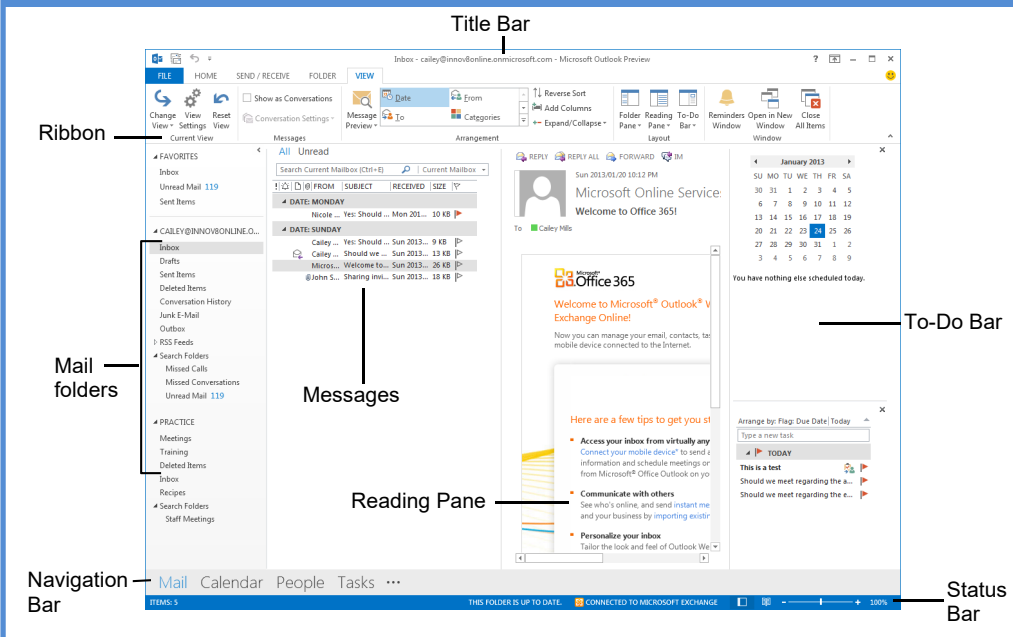 Title Bar
Inbox - cailey@innov8online.onmicrosoft.com - Microsoft Outlook Preview
FILE HOME SEND / RECEIVE FOLDER VIEW
Change View
View Settings
Reset View
Current View
Show as Conversations
Conversation Settings
Messages
Message Preview
Date
From
To
Categories
Reverse Sort
Add Columns
Expand/Collapse
Arrangement
Folder Pane
Reading Pane
To-Do Bar
Layout
Reminders Window
Open in New Window
Close All Items
Window
Ribbon
FAVORITES
Inbox
Unread Mail 119
Sent Items
CAILEY@INNOV8ONLINE.O...
Inbox
Drafts
Sent Items
Deleted Items
Conversation History
Junk E-Mail
Outbox
RSS Feeds
Search Folders
Missed Calls
Missed Conversations
Unread Mail 119
PRACTICE
Meetings
Training
Deleted Items
Inbox
Recipes
Search Folders
Staff Meetings
Mail
folders
All Unread
Search Current Mailbox (Ctrl+E) Current Mailbox
FROM SUBJECT RECEIVED SIZE
DATE: MONDAY
Nicole ... Yes: Should ... Mon 201... 10 KB
DATE: SUNDAY
Cailey ... Yes: Should ... Sun 2013... 9 KB
Cailey ... Should we ... Sun 2013... 13 KB
Micros... Welcome to... Sun 2013... 26 KB
John S... Sharing invi... Sun 2013... 18 KB
Messages
REPLY REPLY ALL FORWARD IM
Sun 2013/01/20 10:12 PM
Microsoft Online Service
Welcome to Office 365!
To Cailey Mills
Microsoft®
Office 365
Welcome to Microsoft® Outlook® W
Exchange Online!
Now you can manage your email, contacts, tas
mobile device connected to the Internet.
Here are a few tips to get you st
Access your inbox from virtually any
Connect your mobile device" to send a
information and schedule meetings or
from Microsoft® Office Outlook on yo
Communicate with others
See who's online, and send instant me
and your business by importing existin
Personalize your inbox
Tailor the look and feel of Outlook We
Reading Pane
January 2013
SU MO TU WE TH FR SA
30 31 1 2 3 4 5
6 7 8 9 10 11 12
13 14 15 16 17 18 19
20 21 22 23 24 25 26
27 28 29 30 31 1 2
3 4 5 6 7 8 9
You have nothing else scheduled today.
To-Do Bar
Arrange by: Flag: Due Date Today
Type a new task
TODAY
This is a test
Should we meet regarding the a...
Should we meet regarding the e...
Navigation
Bar
Mail Calendar People Tasks ...
ITEMS: 5 THIS FOLDER IS UP TO DATE. CONNECTED TO MICROSOFT EXCHANGE 100%
Status
Bar